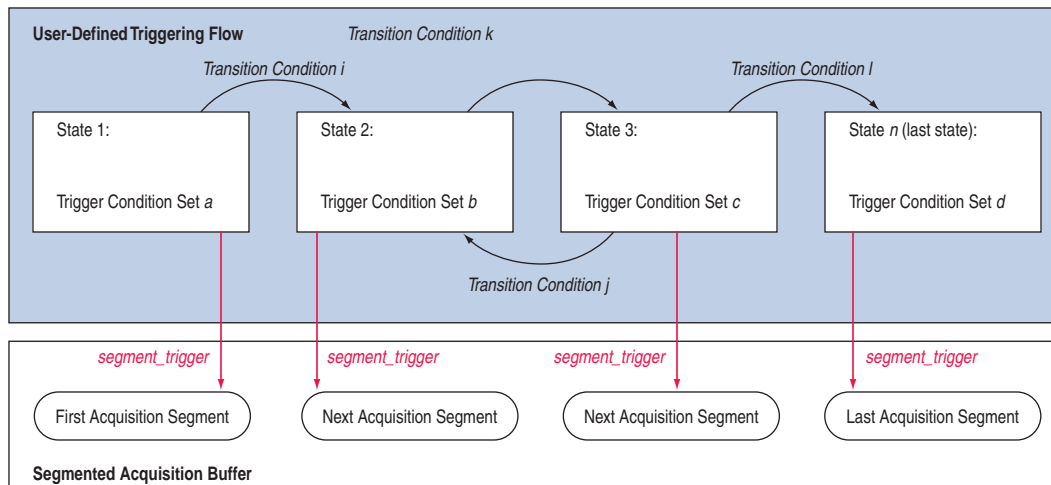 User-Defined Triggering Flow
Transition Condition k
Transition Condition i
Transition Condition l
State 1:
Trigger Condition Set a
State 2:
Trigger Condition Set b
State 3:
Trigger Condition Set c
State n (last state):
Trigger Condition Set d
Transition Condition j
segment_trigger
segment_trigger
segment_trigger
segment_trigger
First Acquisition Segment
Next Acquisition Segment
Next Acquisition Segment
Last Acquisition Segment
Segmented Acquisition Buffer